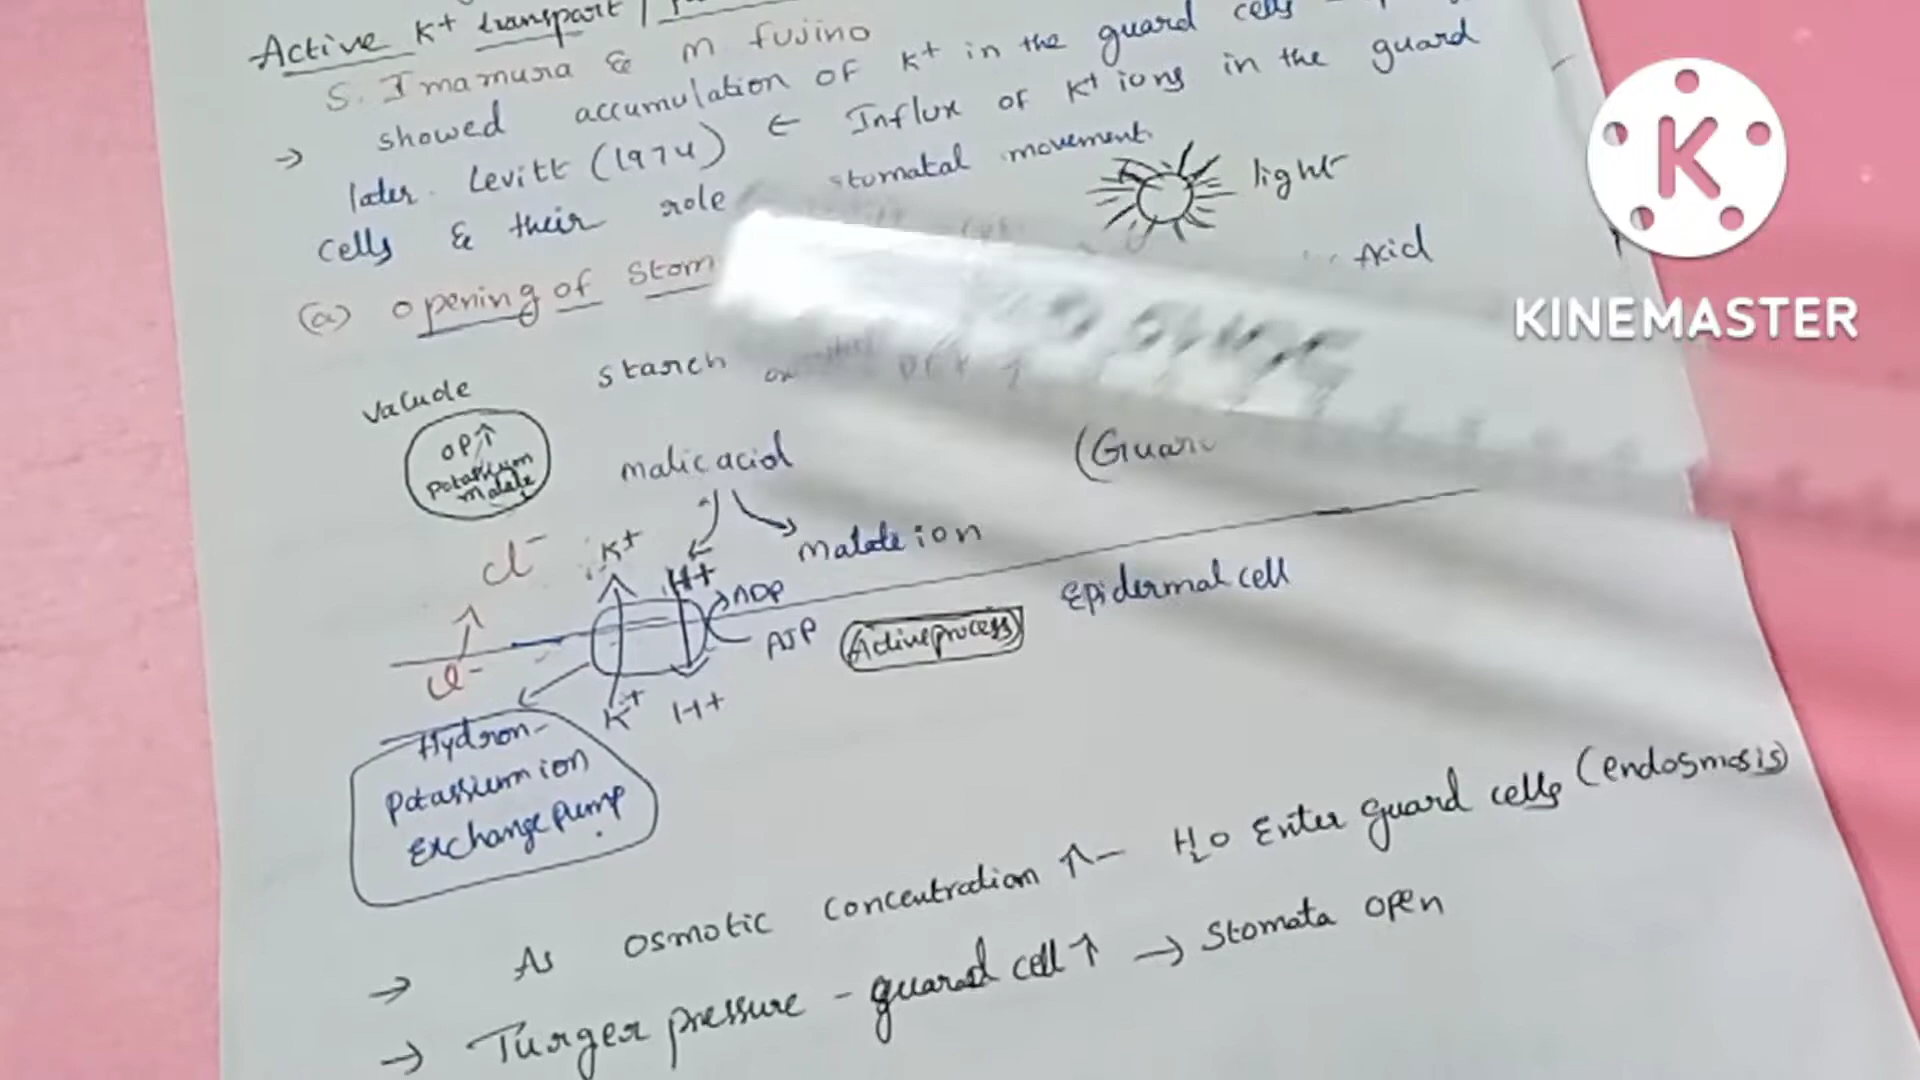 Active K+ transport /
S. Imamura & M fujino
→ showed accumulation of K+ in the guard cells
later. Levitt (1974) ← Influx of K+ ions in the guard
cells & their role stomatal movement.
light
(a) opening of Stom
Acid
starch
Vacuole
OP↑
potassium
malate
malic acid
(Guar
Cl-
K+
H+
Malate ion
ADP
ATP
Active process
Epidermal cell
Cl-
K+
H+
Hydron-
potassium ion
Exchange pump
→ As osmotic concentration ↑ - H2O Enter guard cells (endosmosis)
→ Turger pressure - guard cell ↑ → Stomata open
K
KINEMASTER